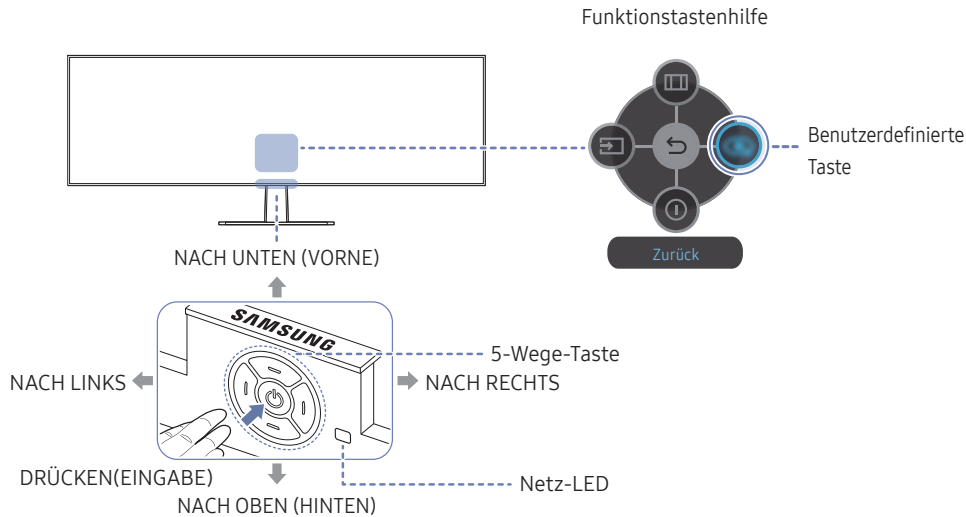 Funktionstastenhilfe
Benutzerdefinierte
Taste
Zurück
NACH UNTEN (VORNE)
SAMSUNG
5-Wege-Taste
NACH LINKS
NACH RECHTS
DRÜCKEN(EINGABE)
Netz-LED
NACH OBEN (HINTEN)